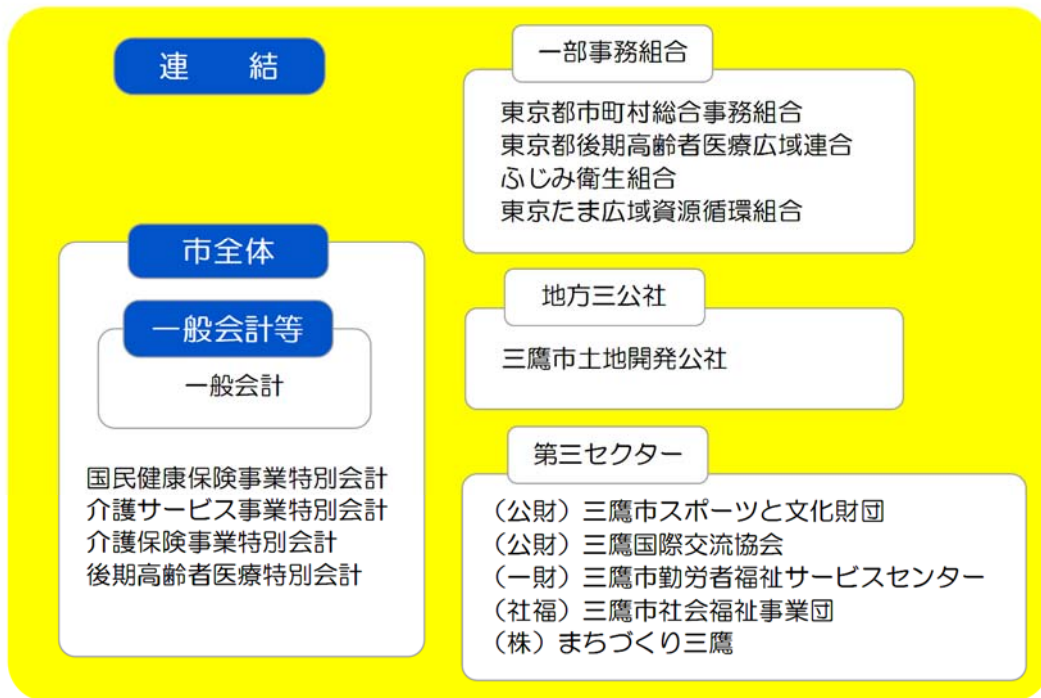 連　　結
市全体
一般会計等
一般会計
国民健康保険事業特別会計
介護サービス事業特別会計
介護保険事業特別会計
後期高齢者医療特別会計
一部事務組合
東京都市町村総合事務組合
東京都後期高齢者医療広域連合
ふじみ衛生組合
東京たま広域資源循環組合
地方三公社
三鷹市土地開発公社
第三セクター
（公財）三鷹市スポーツと文化財団
（公財）三鷹国際交流協会
（一財）三鷹市勤労者福祉サービスセンター
（社福）三鷹市社会福祉事業団
（株）まちづくり三鷹